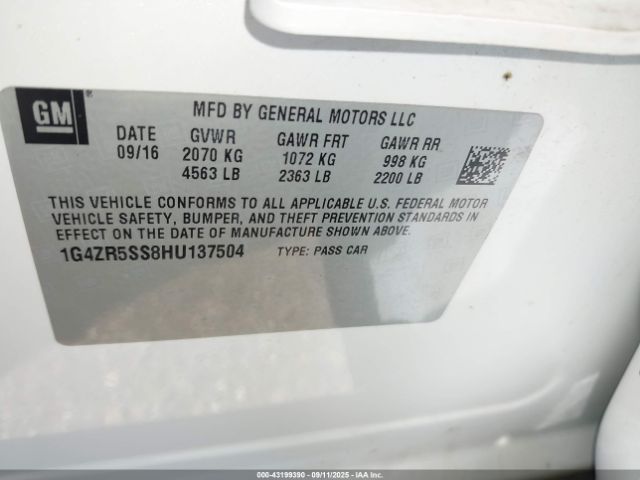 GM®
MFD BY GENERAL MOTORS LLC
DATE GVWR GAWR FRT GAWR RR
09/16 2070 KG 1072 KG 998 KG
4563 LB 2363 LB 2200 LB
THIS VEHICLE CONFORMS TO ALL APPLICABLE U.S. FEDERAL MOTOR
VEHICLE SAFETY, BUMPER, AND THEFT PREVENTION STANDARDS IN
EFFECT ON THE DATE OF MANUFACTURE SHOWN ABOVE.
1G4ZR5SS8HU137504 TYPE: PASS CAR
000-43199390 - 09/11/2025 - IAA Inc.